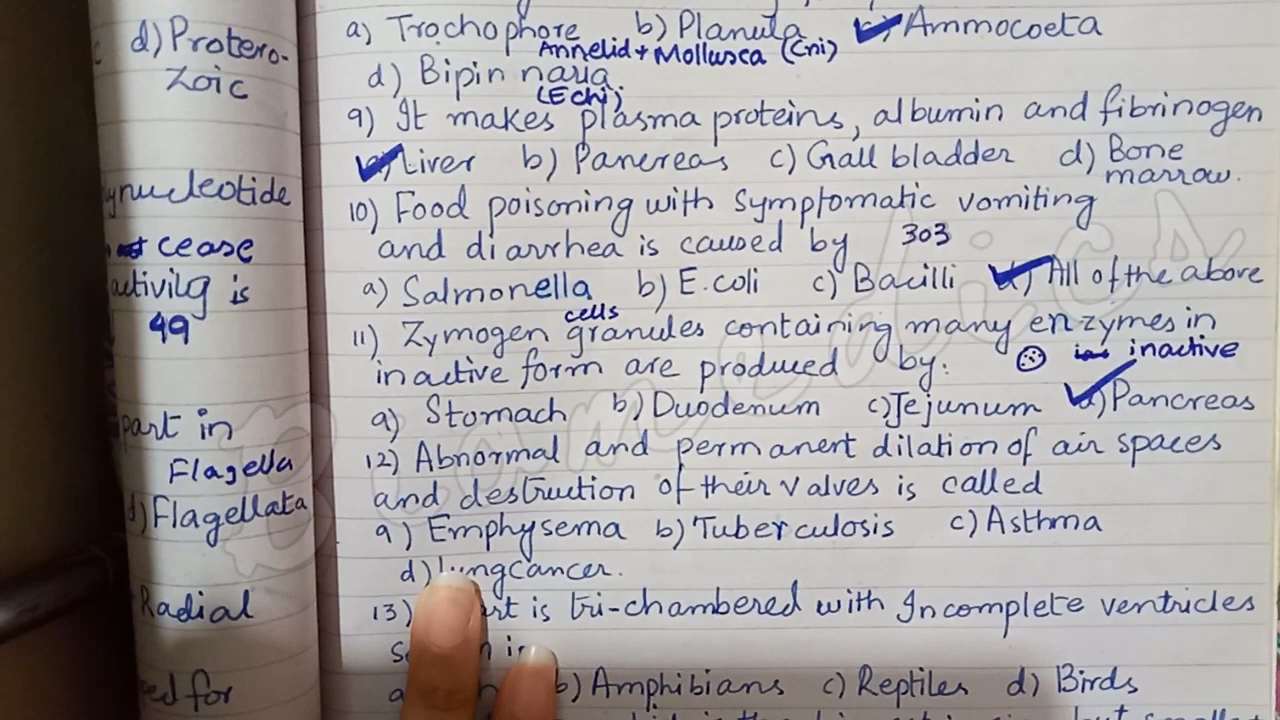 d) Protero-
zoic
nucleotide
cease
activity is
49
part in
Flagella
d) Flagellata
Radial
for
a) Trochophore b) Planula c) Ammocoeta
Annelid + Mollusca (Cni)
d) Bipinnaria
(Echi)
9) It makes plasma proteins, albumin and fibrinogen
a) Liver b) Pancreas c) Gall bladder d) Bone
marrow.
10) Food poisoning with symptomatic vomiting
and diarrhea is caused by 303
a) Salmonella b) E.coli c) Bacilli d) All of the above
cells
11) Zymogen granules containing many enzymes in
inactive form are produced by: inactive
a) Stomach b) Duodenum c) Jejunum d) Pancreas
12) Abnormal and permanent dilation of air spaces
and destruction of their valves is called
a) Emphysema b) Tuberculosis c) Asthma
d) lung cancer.
13) is tri-chambered with Incomplete ventricles
b) Amphibians c) Reptiles d) Birds